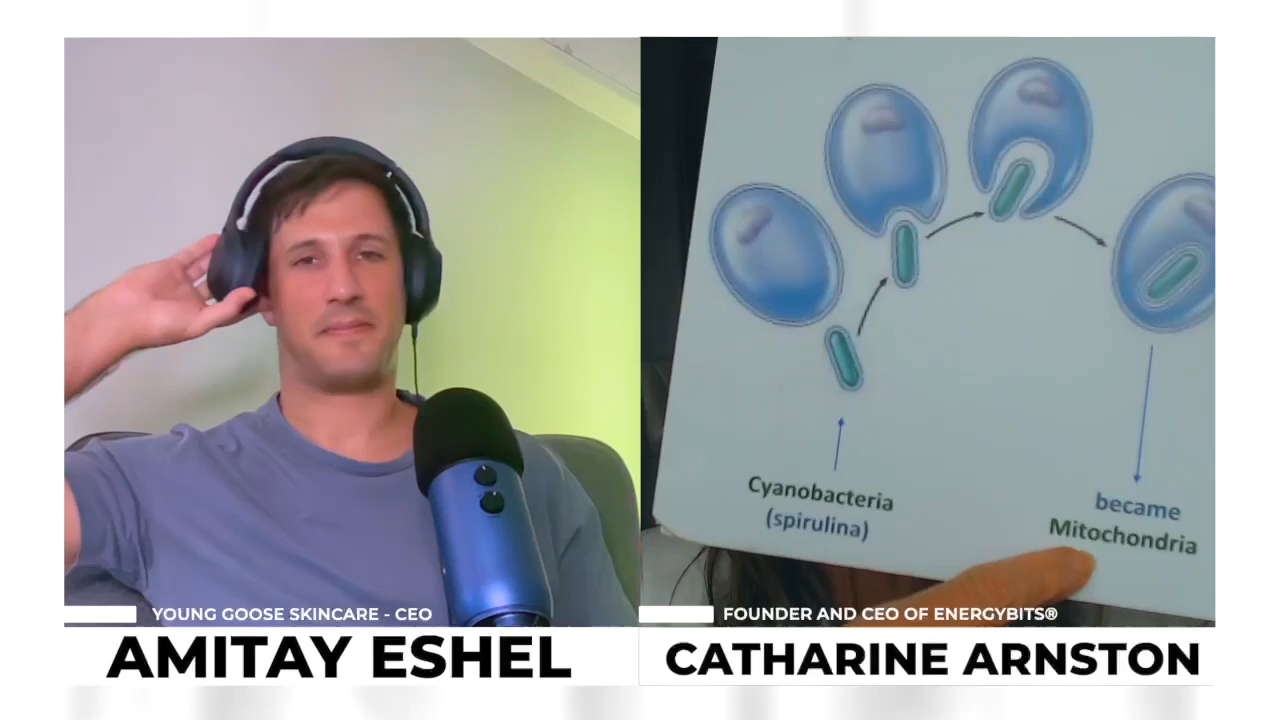 Cyanobacteria
(spirulina)
became
Mitochondria
YOUNG GOOSE SKINCARE - CEO
AMITAY ESHEL
FOUNDER AND CEO OF ENERGYBITS®
CATHARINE ARNSTON